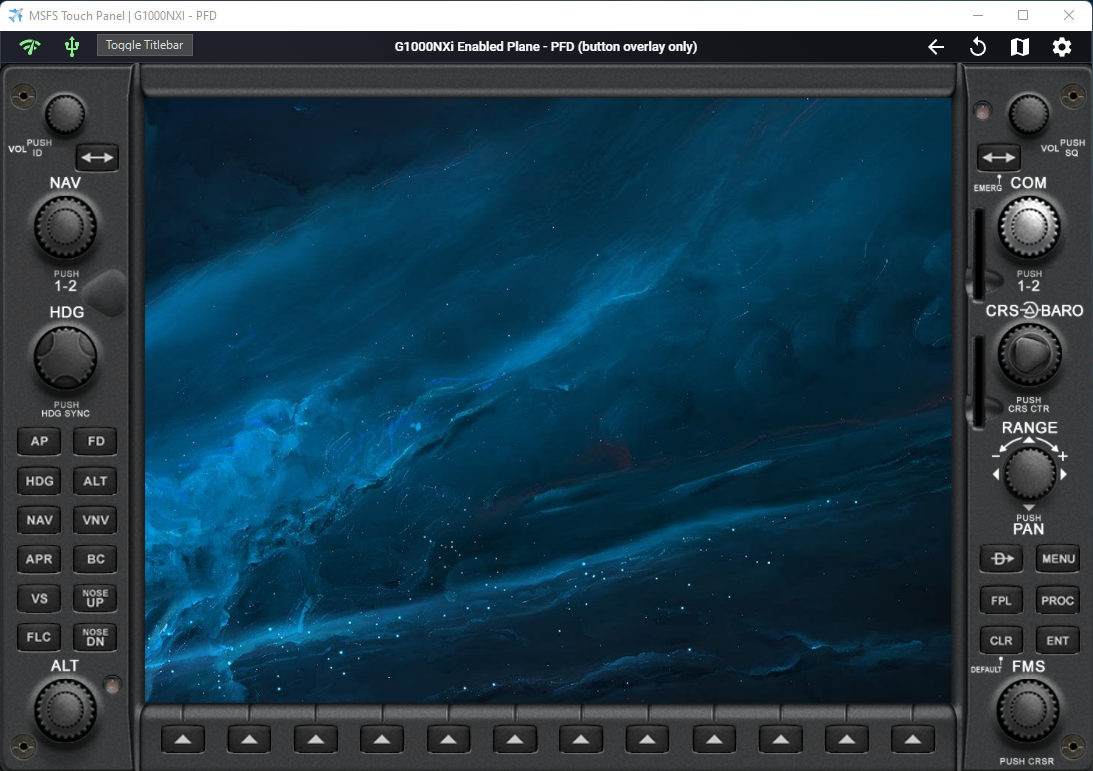 MSFS Touch Panel | G1000NXI - PFD
Toggle Titlebar
G1000NXi Enabled Plane - PFD (button overlay only)
VOL PUSH ID
NAV
PUSH
1-2
HDG
PUSH
HDG SYNC
AP FD
HDG ALT
NAV VNV
APR BC
VS NOSE UP
FLC NOSE DN
ALT
VOL PUSH SQ
EMERG COM
PUSH
1-2
CRS BARO
PUSH
CRS CTR
RANGE
- +
PUSH
PAN
D MENU
FPL PROC
CLR ENT
DEFAULT FMS
PUSH CRSR